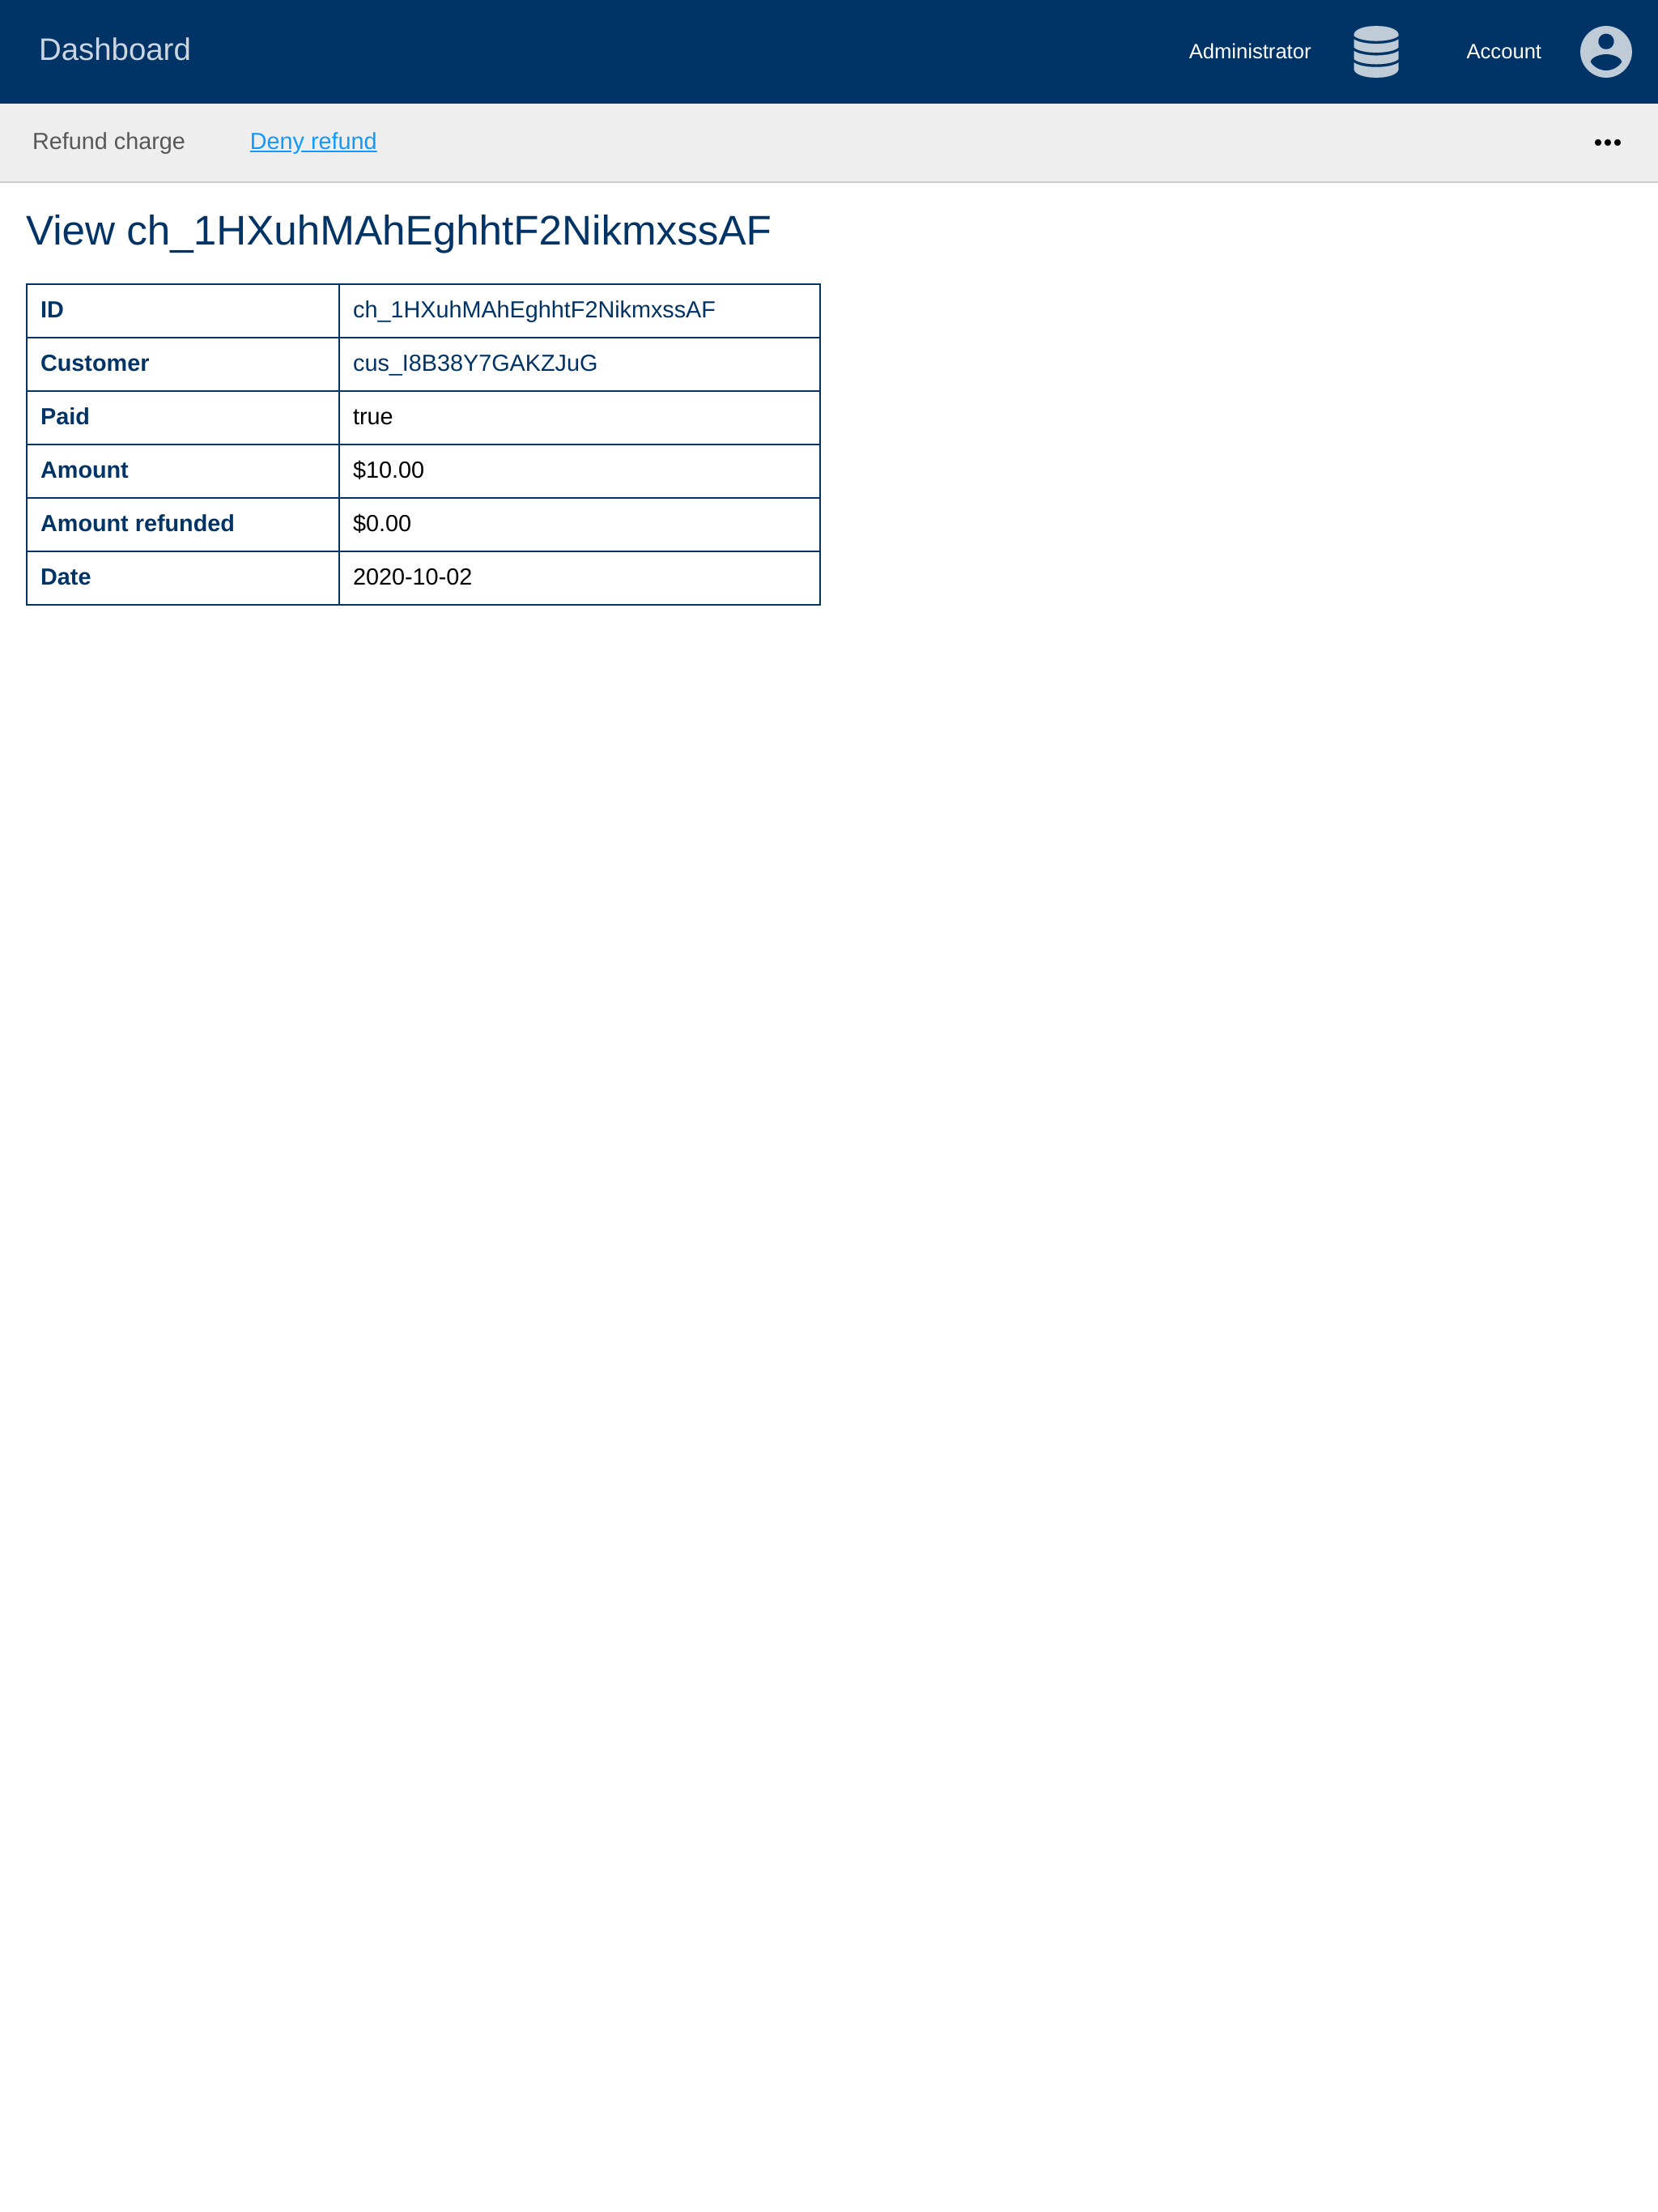 Dashboard Administrator Account
Refund charge Deny refund •••
View ch_1HXuhMAhEghhtF2NikmxssAF
ID ch_1HXuhMAhEghhtF2NikmxssAF
Customer cus_I8B38Y7GAKZJuG
Paid true
Amount $10.00
Amount refunded $0.00
Date 2020-10-02